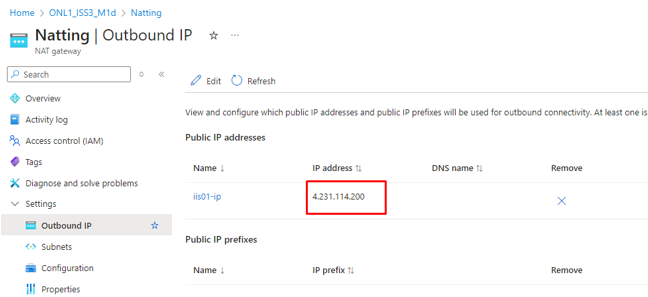 Home > ONL1_ISS3_M1d > Natting
Natting | Outbound IP ☆ ...
NAT gateway
Search
Edit Refresh
Overview
Activity log
Access control (IAM)
Tags
Diagnose and solve problems
Settings
Outbound IP
Subnets
Configuration
Properties
View and configure which public IP addresses and public IP prefixes will be used for outbound connectivity. At least one is
Public IP addresses
Name ↓ IP address ↑↓ DNS name ↑↓ Remove
iis01-ip 4.231.114.200
Public IP prefixes
Name ↓ IP prefix ↑↓ Remove